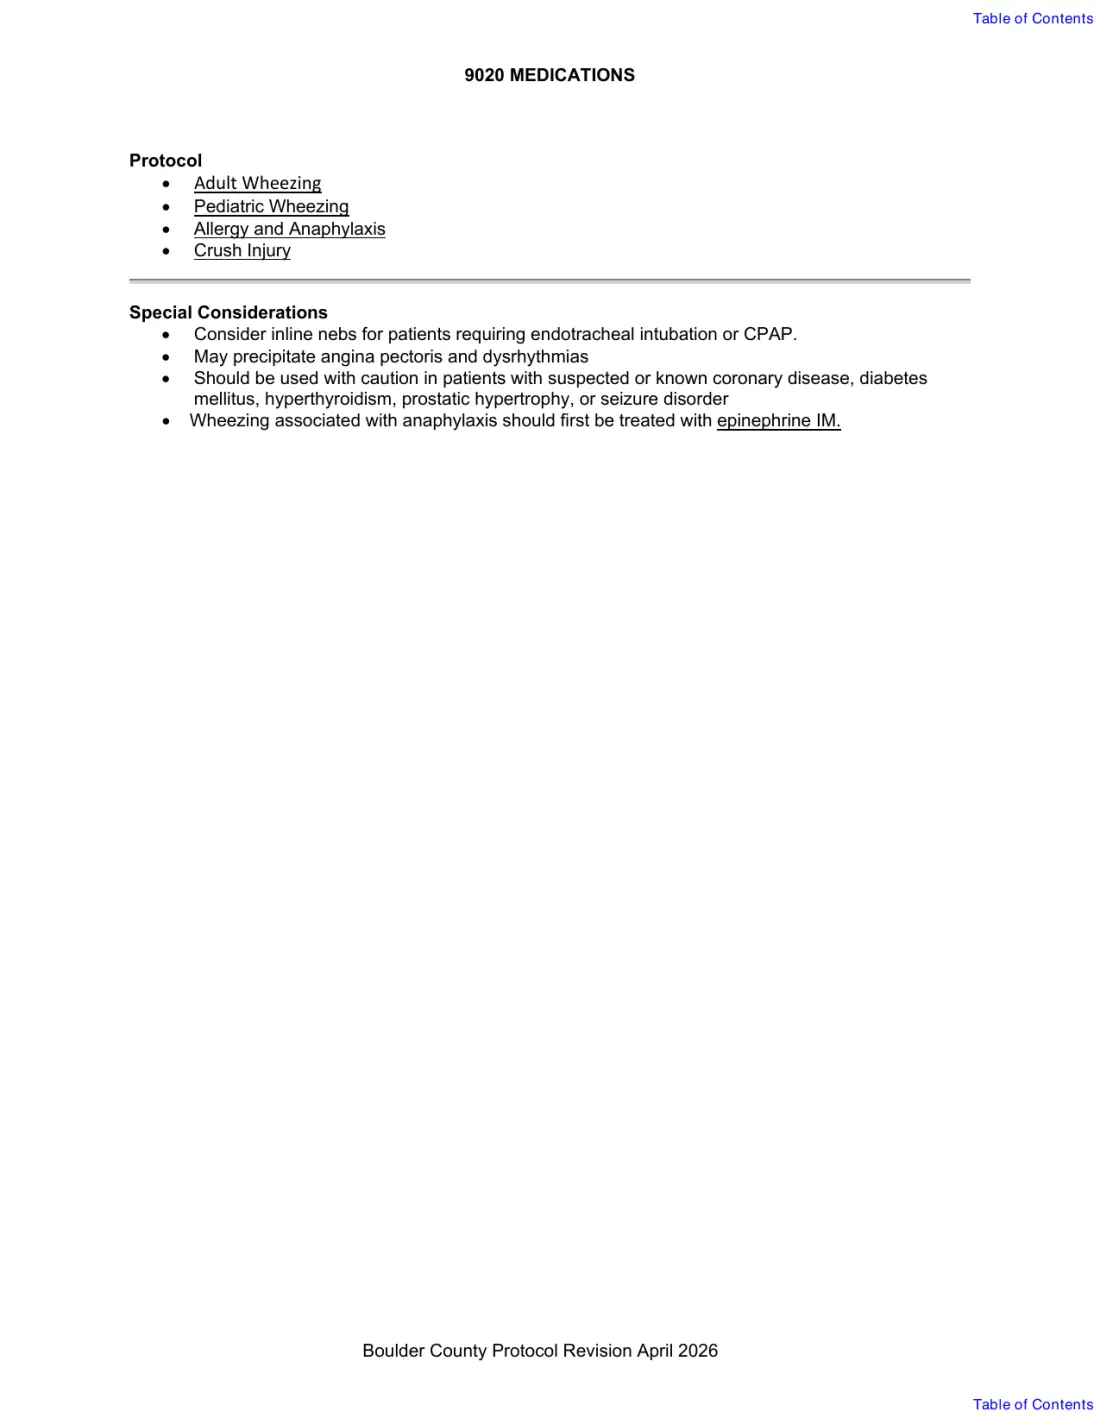 Table of Contents
9020 MEDICATIONS
Protocol
• Adult Wheezing
• Pediatric Wheezing
• Allergy and Anaphylaxis
• Crush Injury
Special Considerations
• Consider inline nebs for patients requiring endotracheal intubation or CPAP.
• May precipitate angina pectoris and dysrhythmias
• Should be used with caution in patients with suspected or known coronary disease, diabetes
mellitus, hyperthyroidism, prostatic hypertrophy, or seizure disorder
• Wheezing associated with anaphylaxis should first be treated with epinephrine IM.
Boulder County Protocol Revision April 2026
Table of Contents